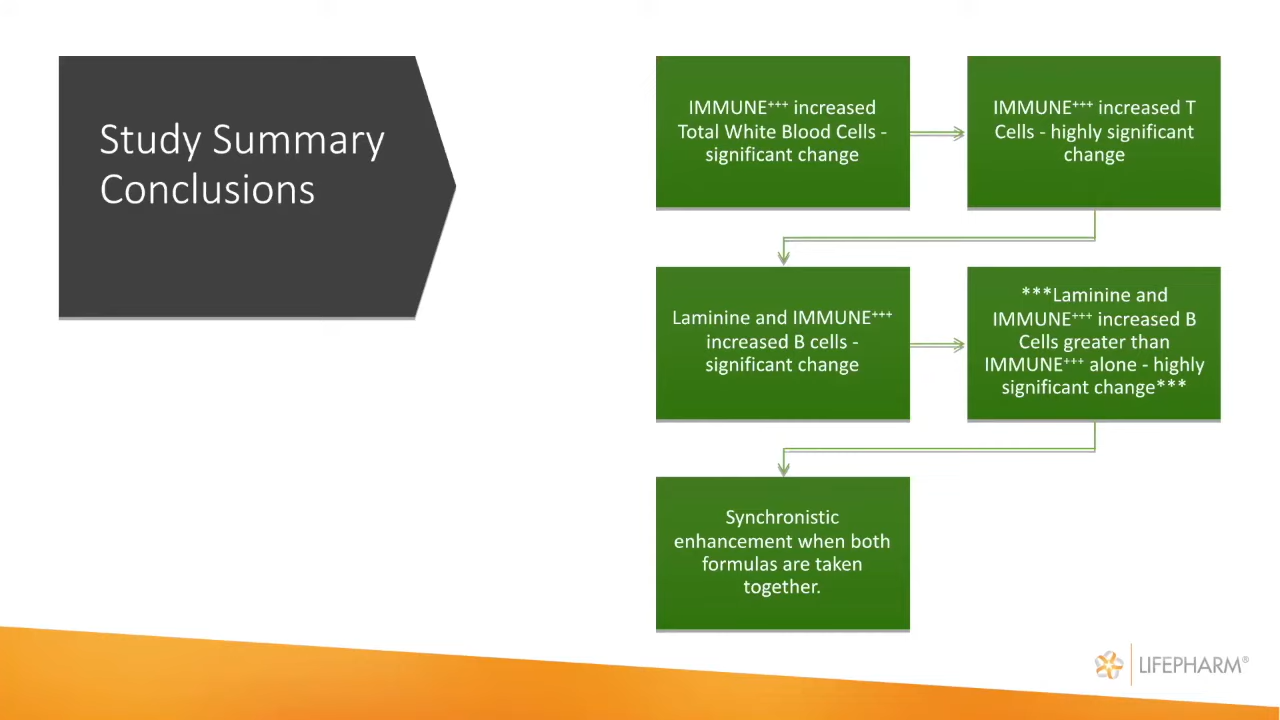 Study Summary
Conclusions
IMMUNE⁺⁺⁺ increased
Total White Blood Cells -
significant change
IMMUNE⁺⁺⁺ increased T
Cells - highly significant
change
Laminine and IMMUNE⁺⁺⁺
increased B cells -
significant change
***Laminine and
IMMUNE⁺⁺⁺ increased B
Cells greater than
IMMUNE⁺⁺⁺ alone - highly
significant change***
Synchronistic
enhancement when both
formulas are taken
together.
LIFEPHARM®